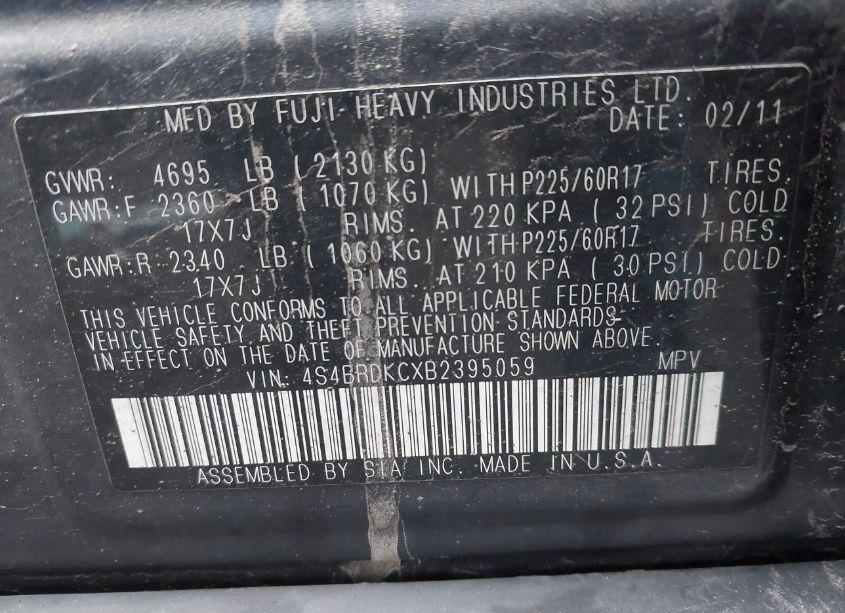 MFD BY FUJI HEAVY INDUSTRIES LTD.
DATE: 02/11
GVWR: 4695 LB (2130 KG)
GAWR:F 2360 LB (1070 KG) WITH P225/60R17 TIRES.
17X7J RIMS. AT 220 KPA (32 PSI) COLD
GAWR:R 2340 LB (1060 KG) WITH P225/60R17 TIRES.
17X7J RIMS. AT 210 KPA (30 PSI) COLD
THIS VEHICLE CONFORMS TO ALL APPLICABLE FEDERAL MOTOR
VEHICLE SAFETY AND THEFT PREVENTION STANDARDS
IN EFFECT ON THE DATE OF MANUFACTURE SHOWN ABOVE.
VIN: 4S4BRDKCXB2395059 MPV
ASSEMBLED BY SIA INC. MADE IN U.S.A.